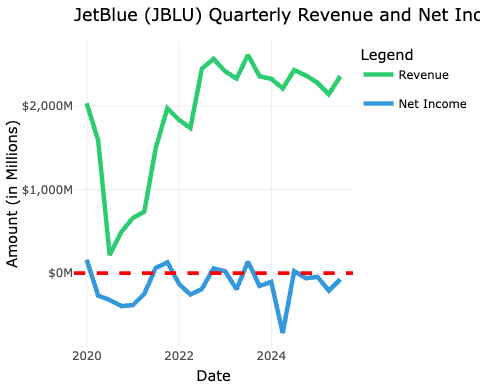 JetBlue (JBLU) Quarterly Revenue and Net Inc
Legend
Revenue
Net Income
Amount (in Millions)
$2,000M
$1,000M
$0M
2020
2022
2024
Date